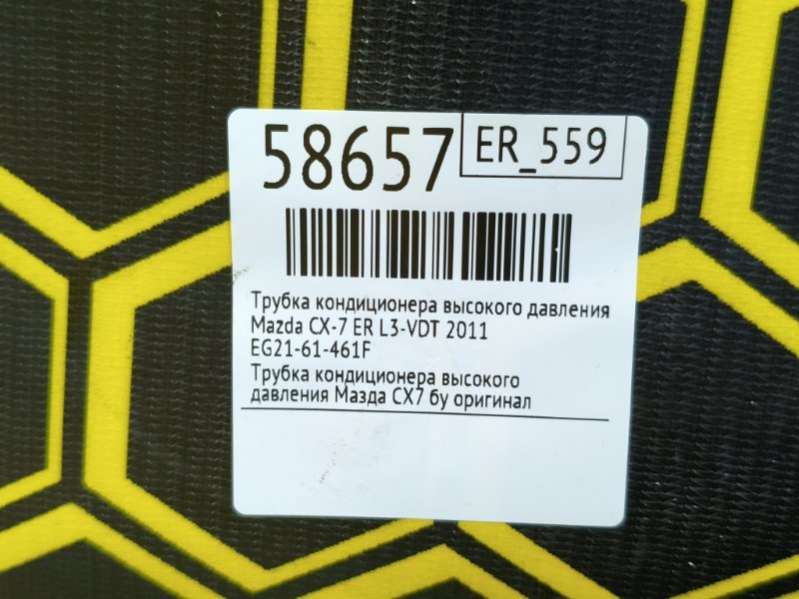 58657
ER_559
Трубка кондиционера высокого давления
Mazda CX-7 ER L3-VDT 2011
EG21-61-461F
Трубка кондиционера высокого
давления Мазда СХ7 бу оригинал